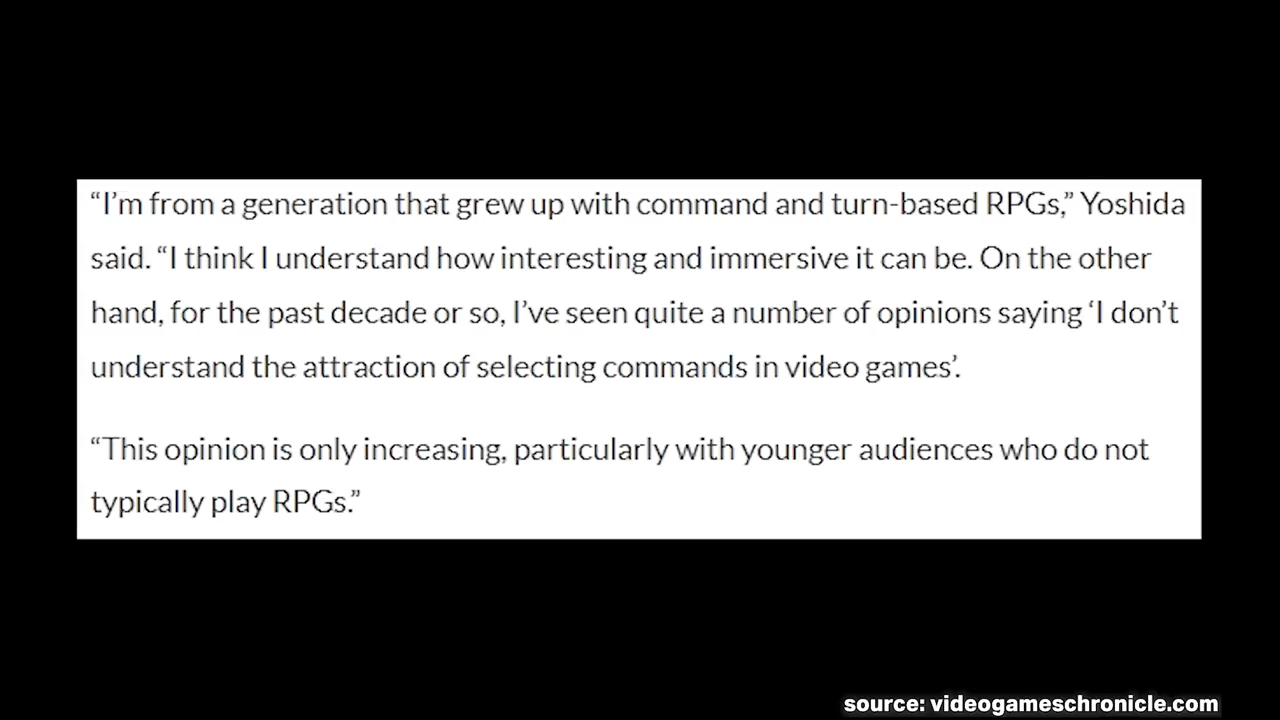 “I’m from a generation that grew up with command and turn-based RPGs,” Yoshida
said. “I think I understand how interesting and immersive it can be. On the other
hand, for the past decade or so, I’ve seen quite a number of opinions saying ‘I don’t
understand the attraction of selecting commands in video games’.
“This opinion is only increasing, particularly with younger audiences who do not
typically play RPGs.”
source: videogameschronicle.com